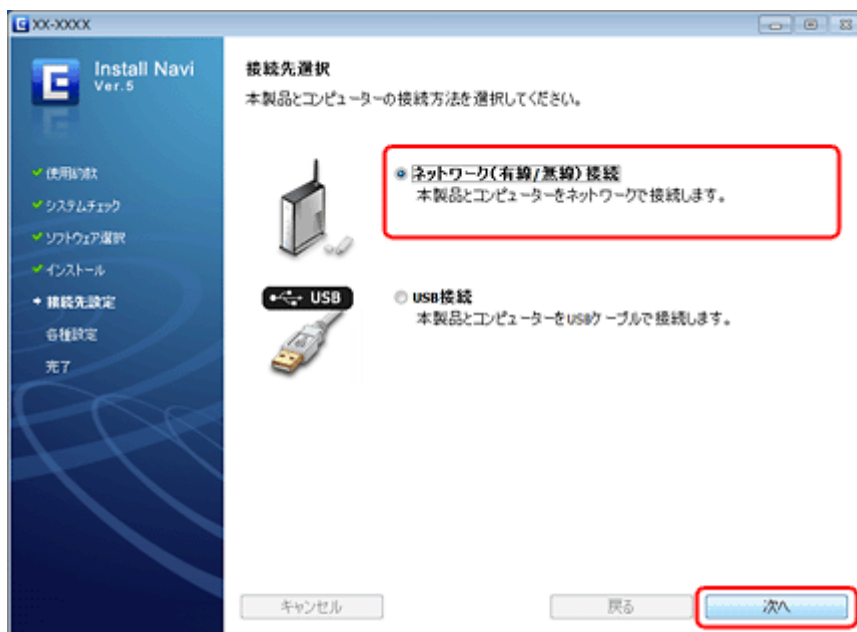 XX-XXXX
Install Navi
Ver.5
使用約款
システムチェック
ソフトウェア選択
インストール
接続先設定
各種設定
完了
接続先選択
本製品とコンピューターの接続方法を選択してください。
ネットワーク(有線/無線)接続
本製品とコンピューターをネットワークで接続します。
USB
USB接続
本製品とコンピューターをUSBケーブルで接続します。
キャンセル
戻る
次へ